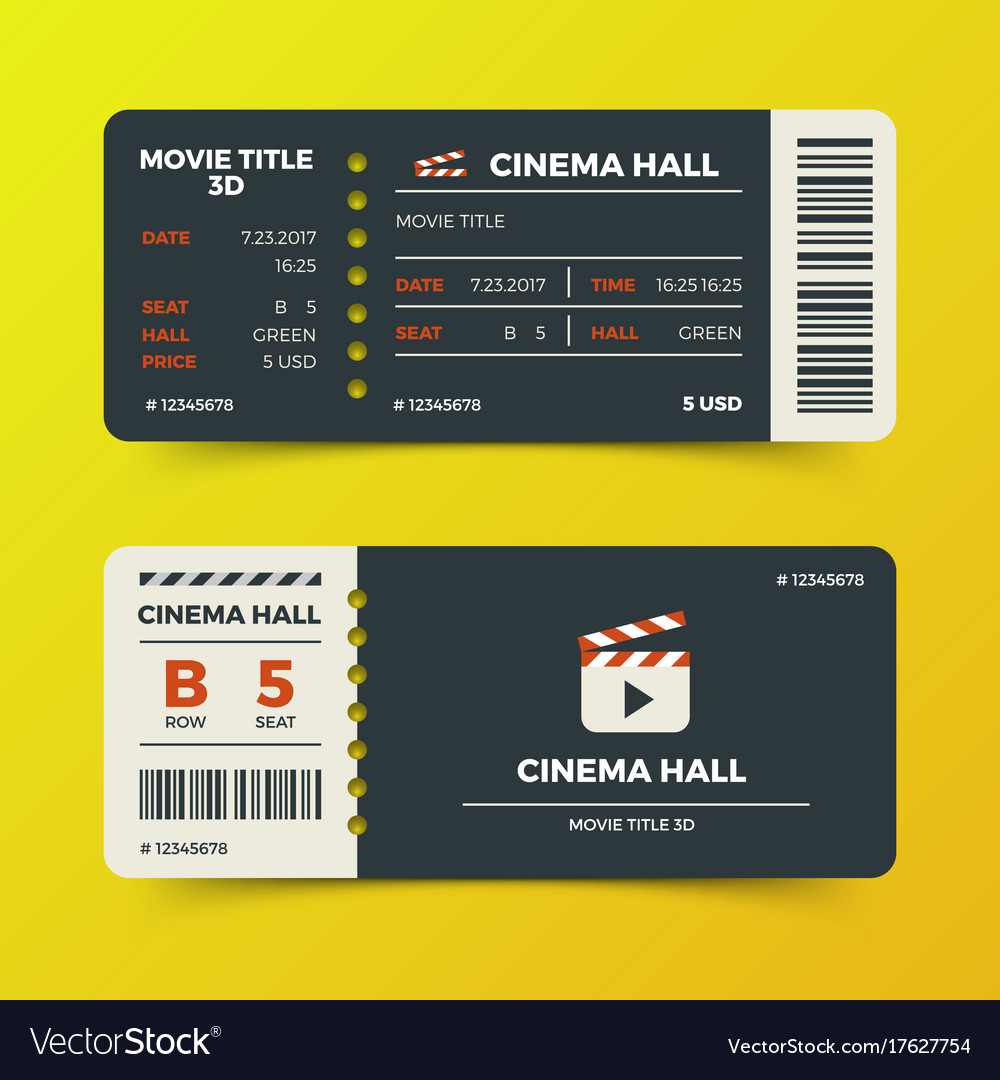 MOVIE TITLE
3D
DATE 7.23.2017
16:25
SEAT B 5
HALL GREEN
PRICE 5 USD
# 12345678
CINEMA HALL
MOVIE TITLE
DATE 7.23.2017 TIME 16:25 16:25
SEAT B 5 HALL GREEN
# 12345678 5 USD
CINEMA HALL
B 5
ROW SEAT
# 12345678
# 12345678
CINEMA HALL
MOVIE TITLE 3D
VectorStock®
VectorStock.com/17627754